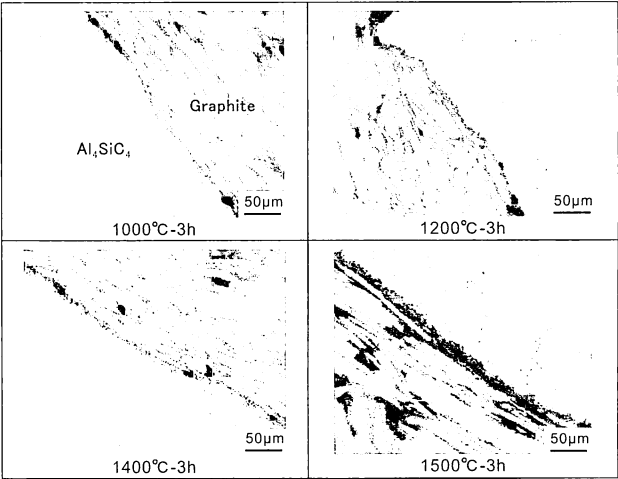 Graphite
Al₄SiC₄
50μm
1000℃-3h
50μm
1200℃-3h
50μm
1400℃-3h
50μm
1500℃-3h